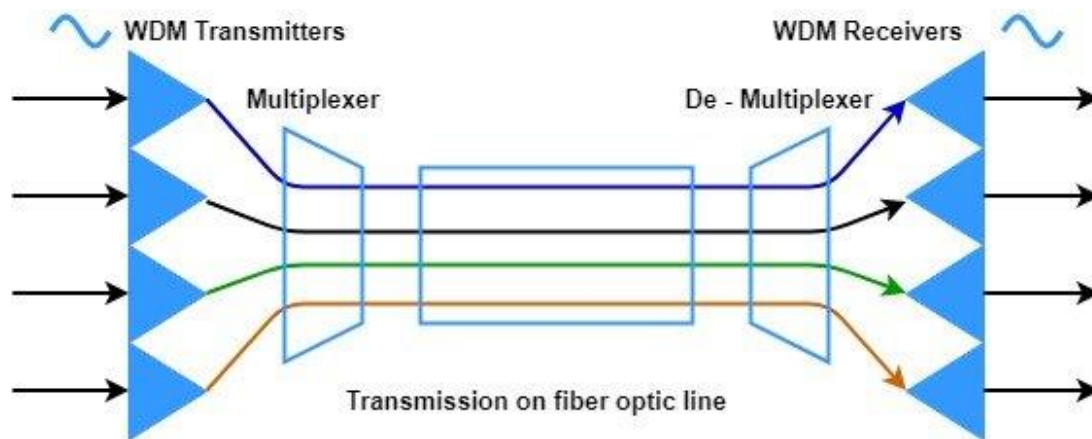 WDM Transmitters
WDM Receivers
Multiplexer
De - Multiplexer
Transmission on fiber optic line